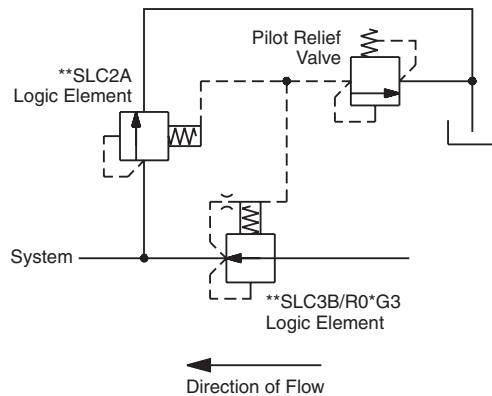 Pilot Relief
Valve
**SLC2A
Logic Element
System
**SLC3B/R0*G3
Logic Element
Direction of Flow